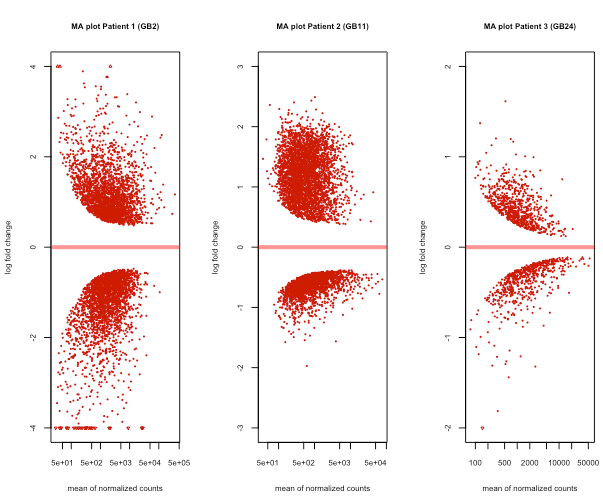 MA plot Patient 1 (GB2)
log fold change
4
2
0
-2
-4
5e+01 5e+02 5e+03 5e+04 5e+05
mean of normalized counts
MA plot Patient 2 (GB11)
log fold change
3
2
1
0
-1
-2
-3
5e+01 5e+02 5e+03 5e+04
mean of normalized counts
MA plot Patient 3 (GB24)
log fold change
2
1
0
-1
-2
100 500 2000 10000 50000
mean of normalized counts